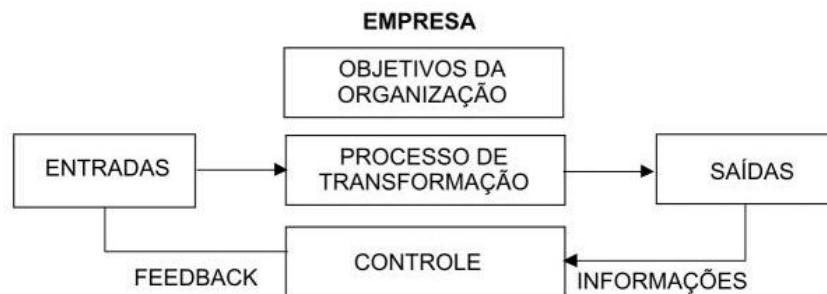 EMPRESA
OBJETIVOS DA
ORGANIZAÇÃO
ENTRADAS
PROCESSO DE
TRANSFORMAÇÃO
SAÍDAS
FEEDBACK
CONTROLE
INFORMAÇÕES